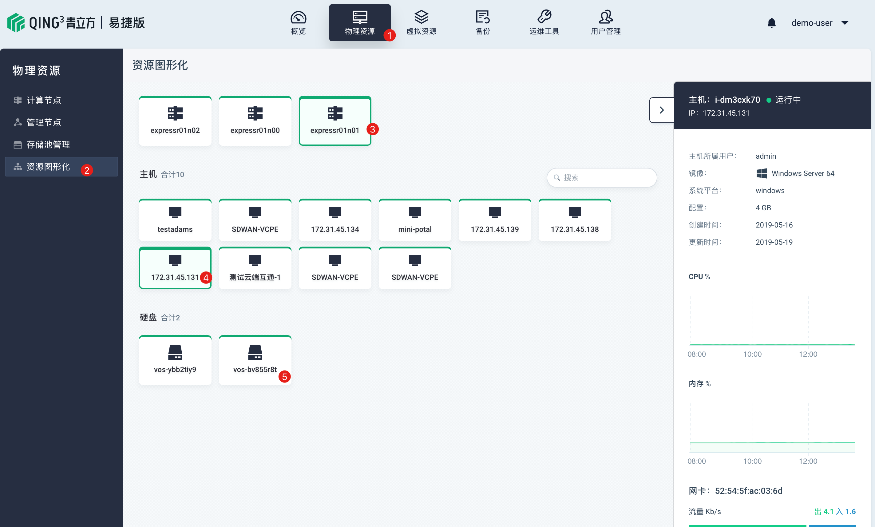 QING³青立方 | 易捷版
概览
物理资源
1
虚拟资源
备份
运维工具
用户管理
demo-user
物理资源
计算节点
管理节点
存储池管理
资源图形化
2
资源图形化
expressr01n02
expressr01n00
expressr01n01
3
主机 合计10
搜索
testadams
SDWAN-VCPE
172.31.45.134
mini-potal
172.31.45.139
172.31.45.138
172.31.45.131
4
测试云端互通-1
SDWAN-VCPE
SDWAN-VCPE
硬盘 合计2
vos-ybb2tiy9
vos-bv855r8t
5
主机: i-dm3cxk70 运行中
IP: 172.31.45.131
主机所属用户: admin
镜像: Windows Server 64
系统平台: windows
配置: 4 GB
创建时间: 2019-05-16
更新时间: 2019-05-19
CPU %
08:00 10:00 12:00
内存 %
08:00 10:00 12:00
网卡: 52:54:5f:ac:03:6d
流量 Kb/s 出 4.1 入 1.6